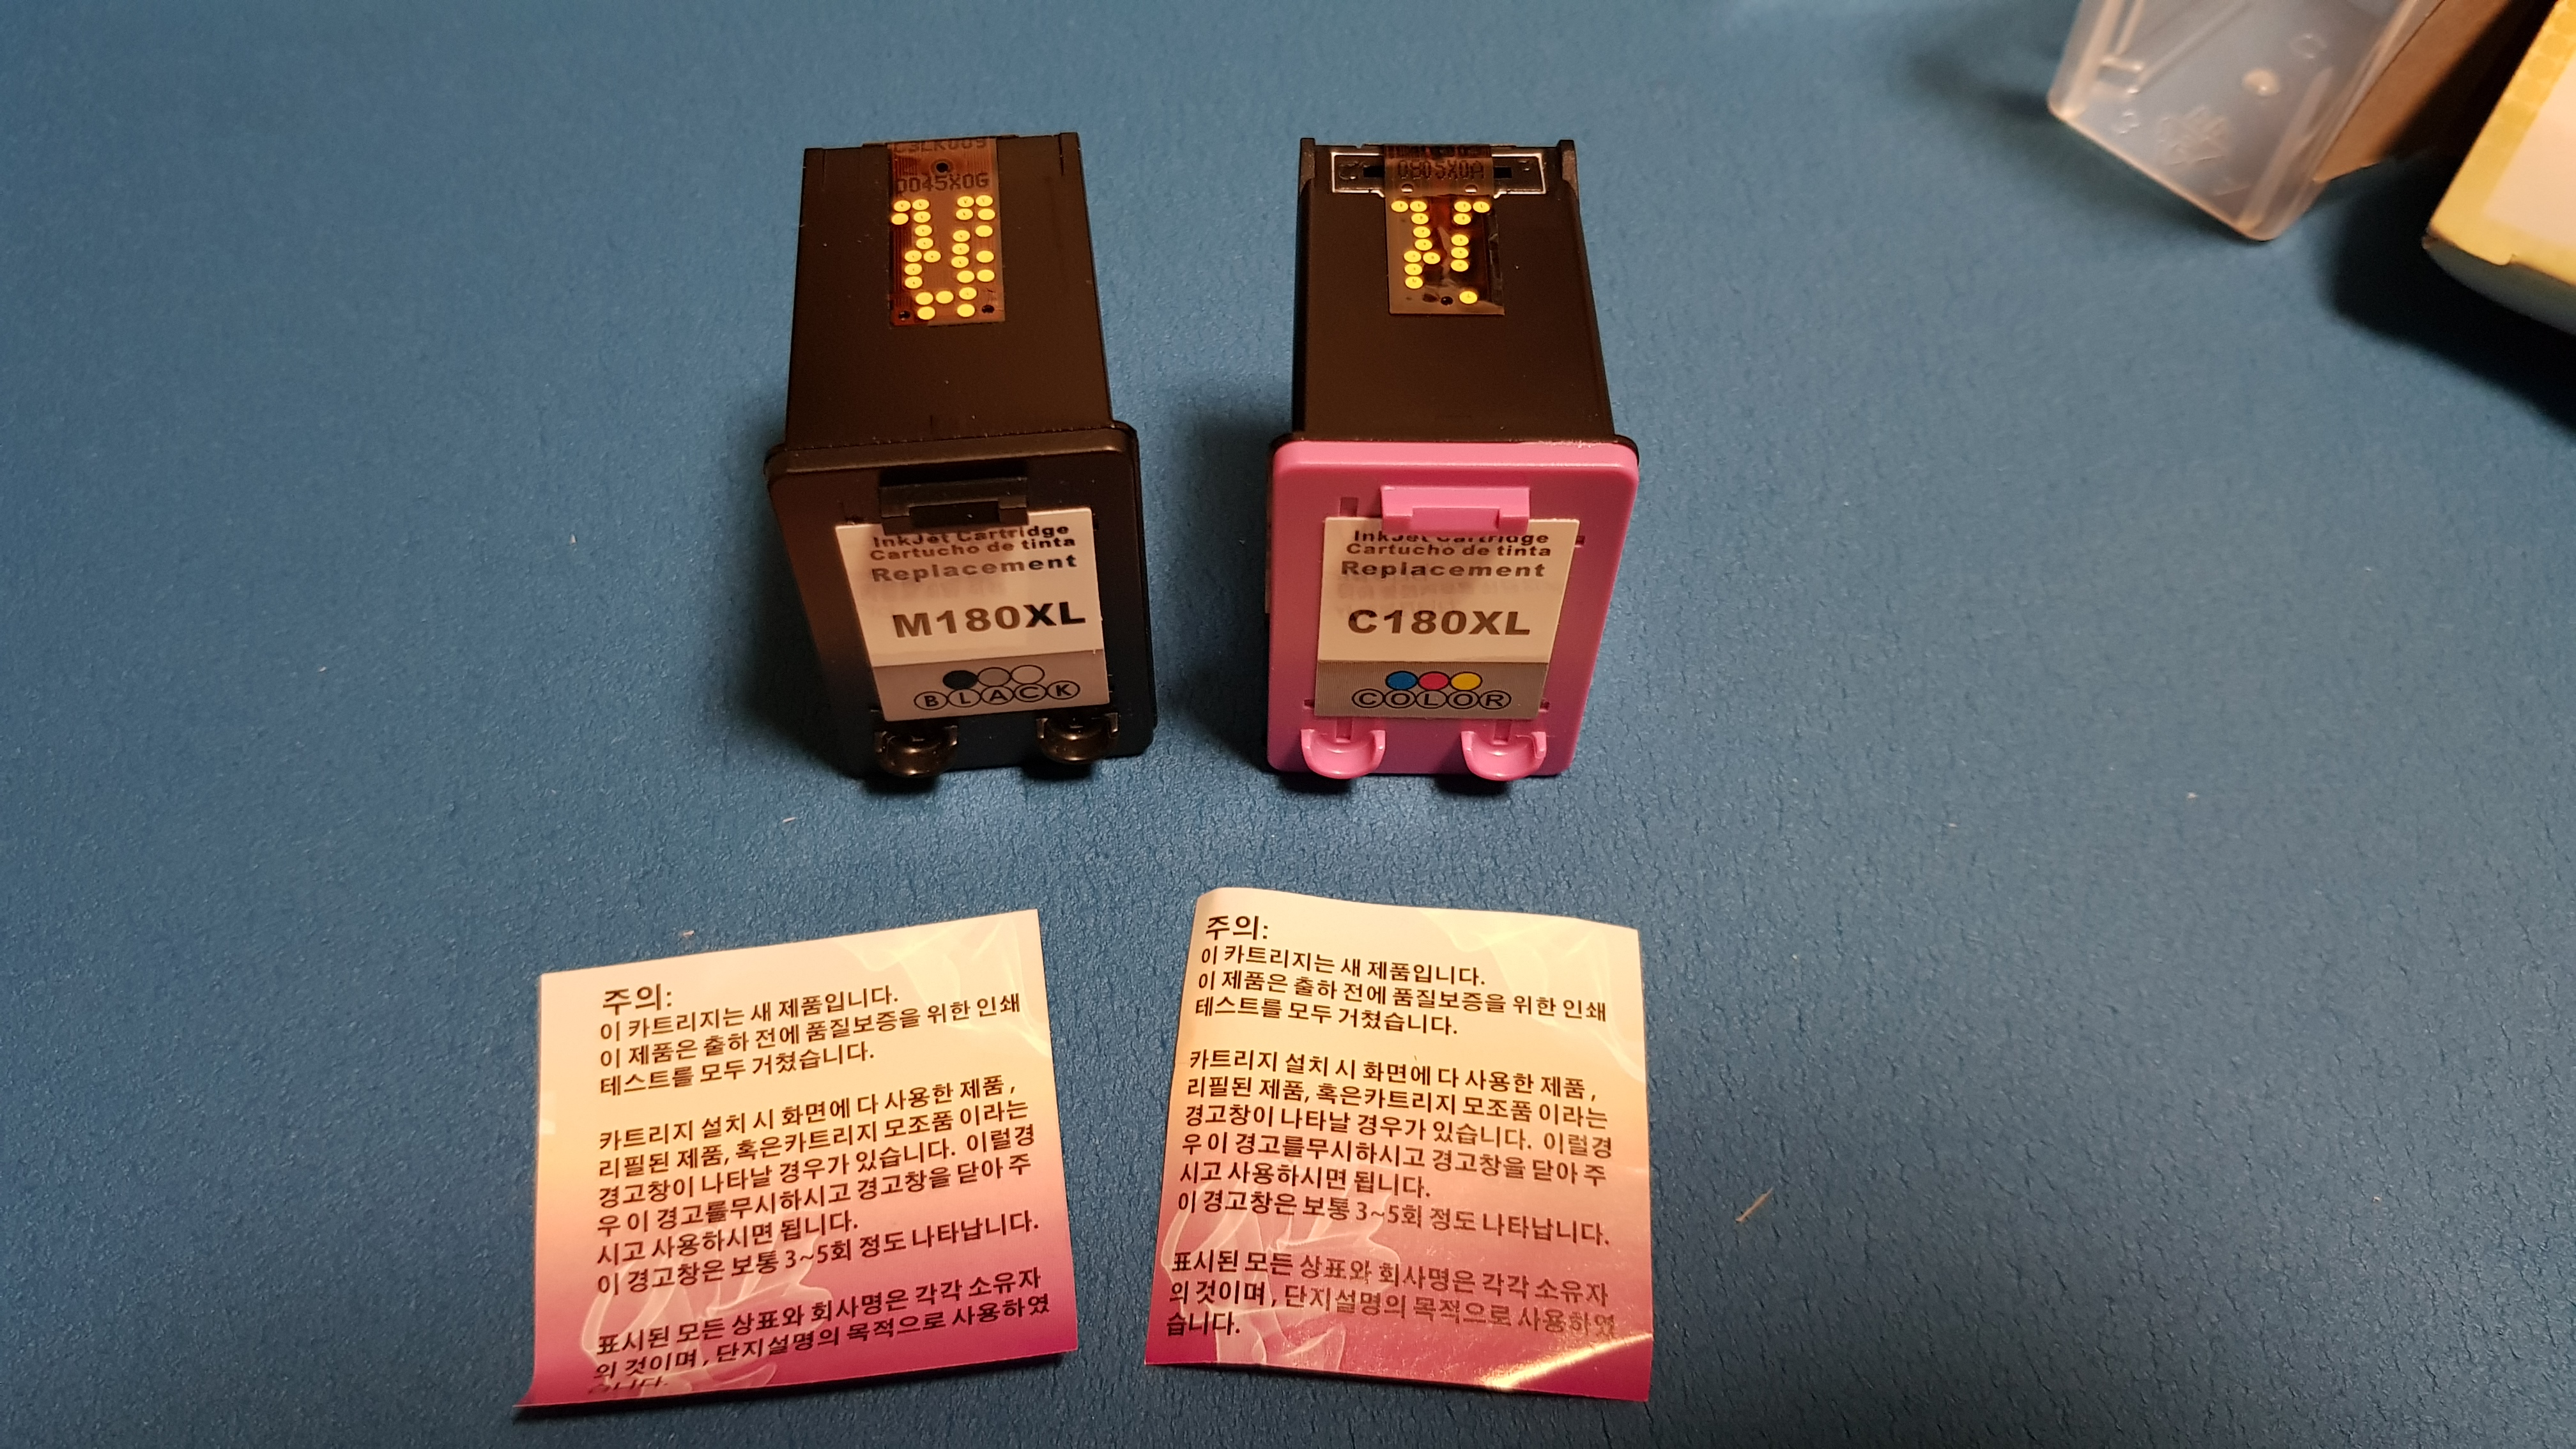 0045X0G
InkJet Cartridge
Cartucho de tinta
Replacement
M180XL
BLACK
InkJet Cartridge
Cartucho de tinta
Replacement
C180XL
COLOR
주의:
이 카트리지는 새 제품입니다.
이 제품은 출하 전에 품질보증을 위한 인쇄
테스트를 모두 거쳤습니다.
카트리지 설치 시 화면에 다 사용한 제품 ,
리필된 제품, 혹은카트리지 모조품 이라는
경고창이 나타날 경우가 있습니다. 이럴경
우 이 경고를무시하시고 경고창을 닫아 주
시고 사용하시면 됩니다.
이 경고창은 보통 3~5회 정도 나타납니다.
표시된 모든 상표와 회사명은 각각 소유자
의 것이며 , 단지설명의 목적으로 사용하였
습니다.
주의:
이 카트리지는 새 제품입니다.
이 제품은 출하 전에 품질보증을 위한 인쇄
테스트를 모두 거쳤습니다.
카트리지 설치 시 화면에 다 사용한 제품 ,
리필된 제품, 혹은카트리지 모조품 이라는
경고창이 나타날 경우가 있습니다. 이럴경
우 이 경고를무시하시고 경고창을 닫아 주
시고 사용하시면 됩니다.
이 경고창은 보통 3~5회 정도 나타납니다.
표시된 모든 상표와 회사명은 각각 소유자
의 것이며 , 단지설명의 목적으로 사용하였
습니다.